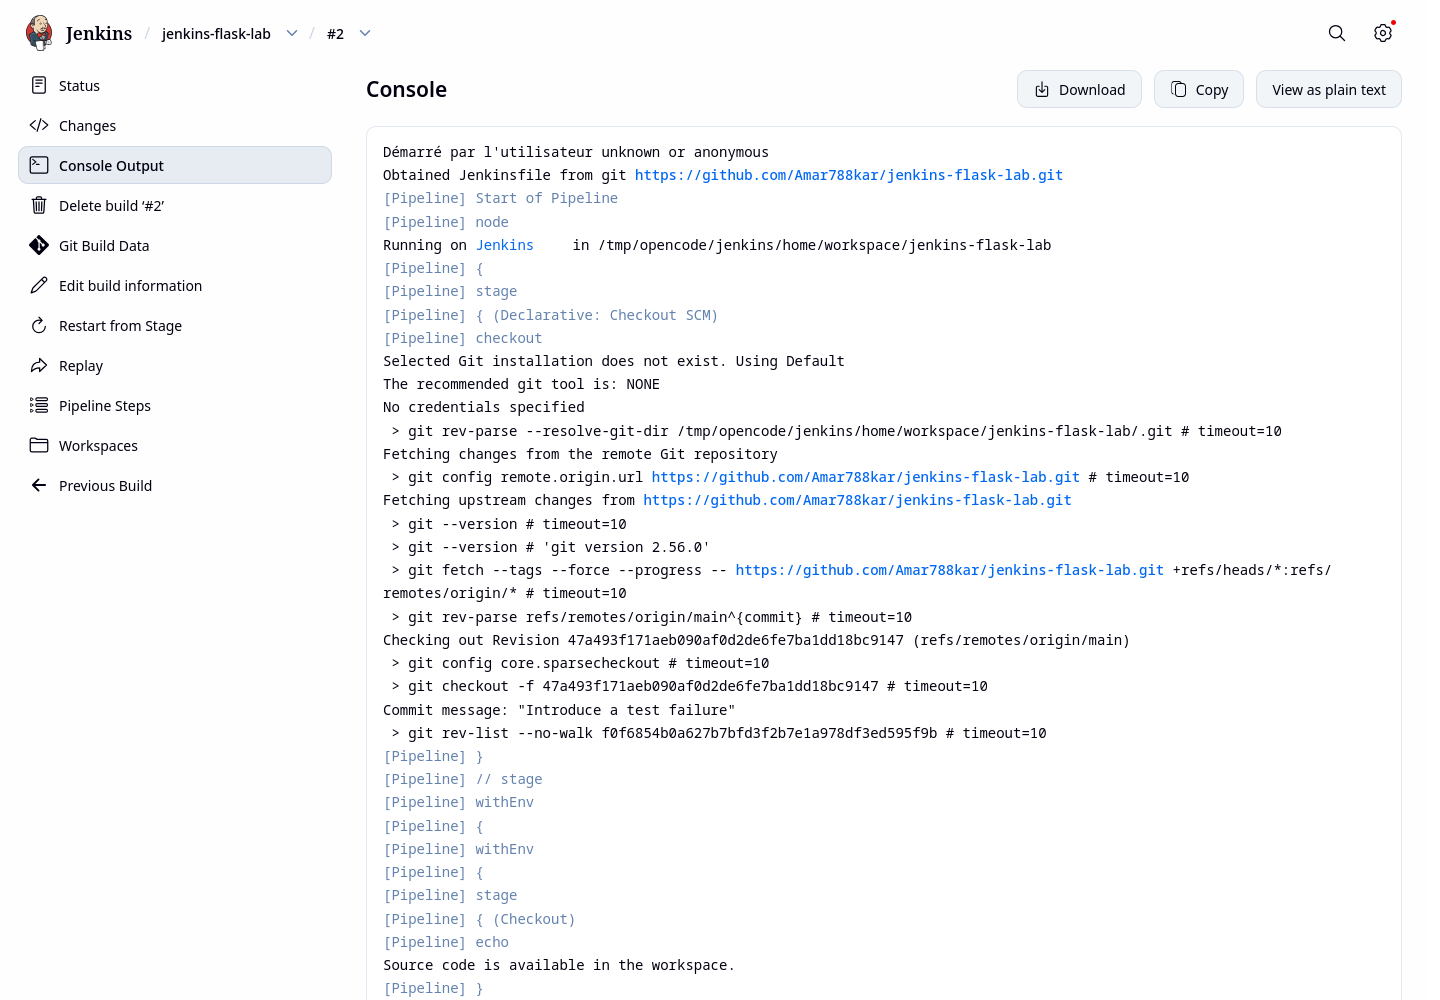 Jenkins / jenkins-flask-lab / #2
Status
Changes
Console Output
Delete build ‘#2’
Git Build Data
Edit build information
Restart from Stage
Replay
Pipeline Steps
Workspaces
Previous Build
Console
Download
Copy
View as plain text
Démarré par l'utilisateur unknown or anonymous
Obtained Jenkinsfile from git https://github.com/Amar788kar/jenkins-flask-lab.git
[Pipeline] Start of Pipeline
[Pipeline] node
Running on Jenkins in /tmp/opencode/jenkins/home/workspace/jenkins-flask-lab
[Pipeline] {
[Pipeline] stage
[Pipeline] { (Declarative: Checkout SCM)
[Pipeline] checkout
Selected Git installation does not exist. Using Default
The recommended git tool is: NONE
No credentials specified
 > git rev-parse --resolve-git-dir /tmp/opencode/jenkins/home/workspace/jenkins-flask-lab/.git # timeout=10
Fetching changes from the remote Git repository
 > git config remote.origin.url https://github.com/Amar788kar/jenkins-flask-lab.git # timeout=10
Fetching upstream changes from https://github.com/Amar788kar/jenkins-flask-lab.git
 > git --version # timeout=10
 > git --version # 'git version 2.56.0'
 > git fetch --tags --force --progress -- https://github.com/Amar788kar/jenkins-flask-lab.git +refs/heads/*:refs/
remotes/origin/* # timeout=10
 > git rev-parse refs/remotes/origin/main^{commit} # timeout=10
Checking out Revision 47a493f171aeb090af0d2de6fe7ba1dd18bc9147 (refs/remotes/origin/main)
 > git config core.sparsecheckout # timeout=10
 > git checkout -f 47a493f171aeb090af0d2de6fe7ba1dd18bc9147 # timeout=10
Commit message: "Introduce a test failure"
 > git rev-list --no-walk f0f6854b0a627b7bfd3f2b7e1a978df3ed595f9b # timeout=10
[Pipeline] }
[Pipeline] // stage
[Pipeline] withEnv
[Pipeline] {
[Pipeline] withEnv
[Pipeline] {
[Pipeline] stage
[Pipeline] { (Checkout)
[Pipeline] echo
Source code is available in the workspace.
[Pipeline] }